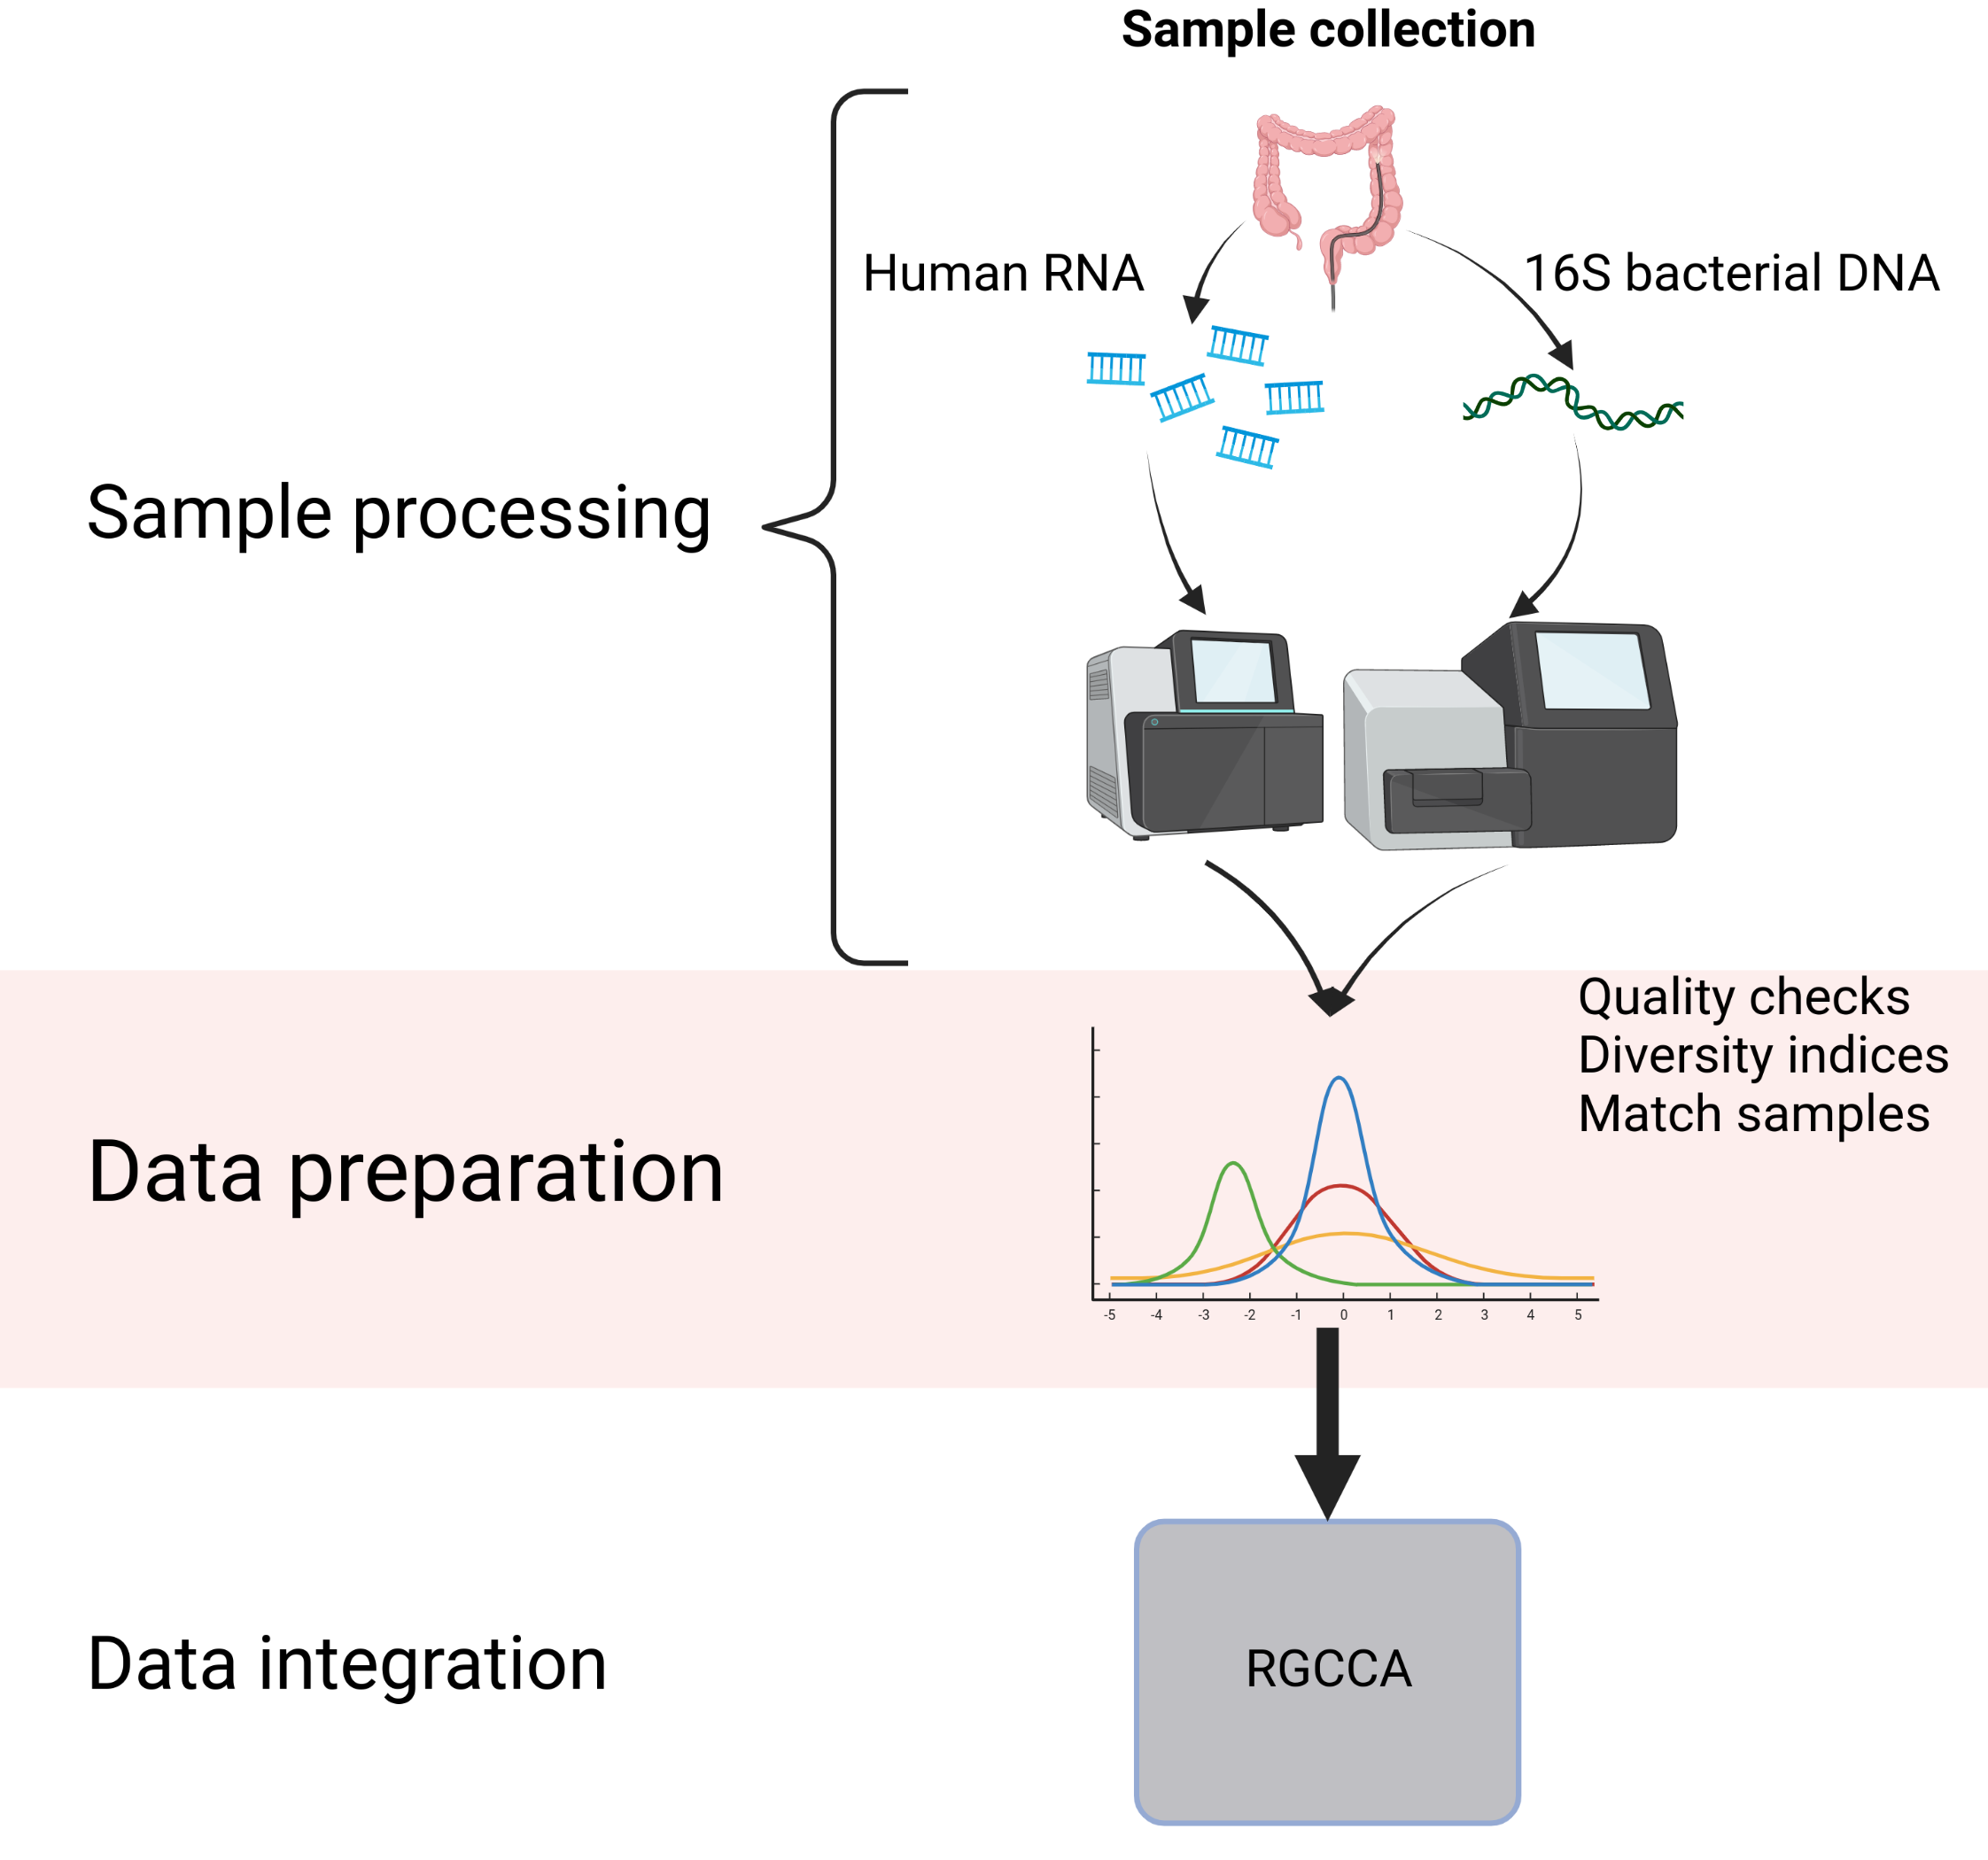 Sample collection
Human RNA
16S bacterial DNA
Sample processing
Quality checks
Diversity indices
Match samples
Data preparation
-5 -4 -3 -2 -1 0 1 2 3 4 5
Data integration
RGCCA